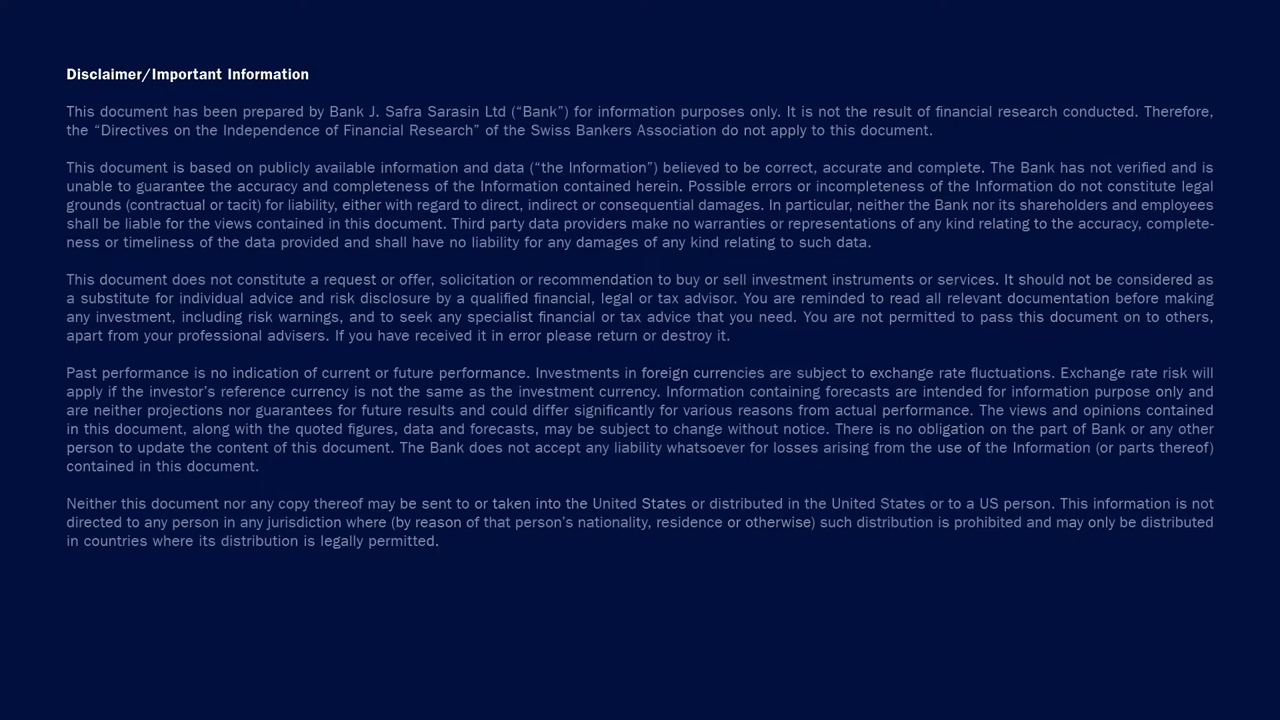 Disclaimer/Important Information
This document has been prepared by Bank J. Safra Sarasin Ltd (“Bank”) for information purposes only. It is not the result of financial research conducted. Therefore,
the “Directives on the Independence of Financial Research” of the Swiss Bankers Association do not apply to this document.
This document is based on publicly available information and data (“the Information”) believed to be correct, accurate and complete. The Bank has not verified and is
unable to guarantee the accuracy and completeness of the Information contained herein. Possible errors or incompleteness of the Information do not constitute legal
grounds (contractual or tacit) for liability, either with regard to direct, indirect or consequential damages. In particular, neither the Bank nor its shareholders and employees
shall be liable for the views contained in this document. Third party data providers make no warranties or representations of any kind relating to the accuracy, complete-
ness or timeliness of the data provided and shall have no liability for any damages of any kind relating to such data.
This document does not constitute a request or offer, solicitation or recommendation to buy or sell investment instruments or services. It should not be considered as
a substitute for individual advice and risk disclosure by a qualified financial, legal or tax advisor. You are reminded to read all relevant documentation before making
any investment, including risk warnings, and to seek any specialist financial or tax advice that you need. You are not permitted to pass this document on to others,
apart from your professional advisers. If you have received it in error please return or destroy it.
Past performance is no indication of current or future performance. Investments in foreign currencies are subject to exchange rate fluctuations. Exchange rate risk will
apply if the investor’s reference currency is not the same as the investment currency. Information containing forecasts are intended for information purpose only and
are neither projections nor guarantees for future results and could differ significantly for various reasons from actual performance. The views and opinions contained
in this document, along with the quoted figures, data and forecasts, may be subject to change without notice. There is no obligation on the part of Bank or any other
person to update the content of this document. The Bank does not accept any liability whatsoever for losses arising from the use of the Information (or parts thereof)
contained in this document.
Neither this document nor any copy thereof may be sent to or taken into the United States or distributed in the United States or to a US person. This information is not
directed to any person in any jurisdiction where (by reason of that person’s nationality, residence or otherwise) such distribution is prohibited and may only be distributed
in countries where its distribution is legally permitted.